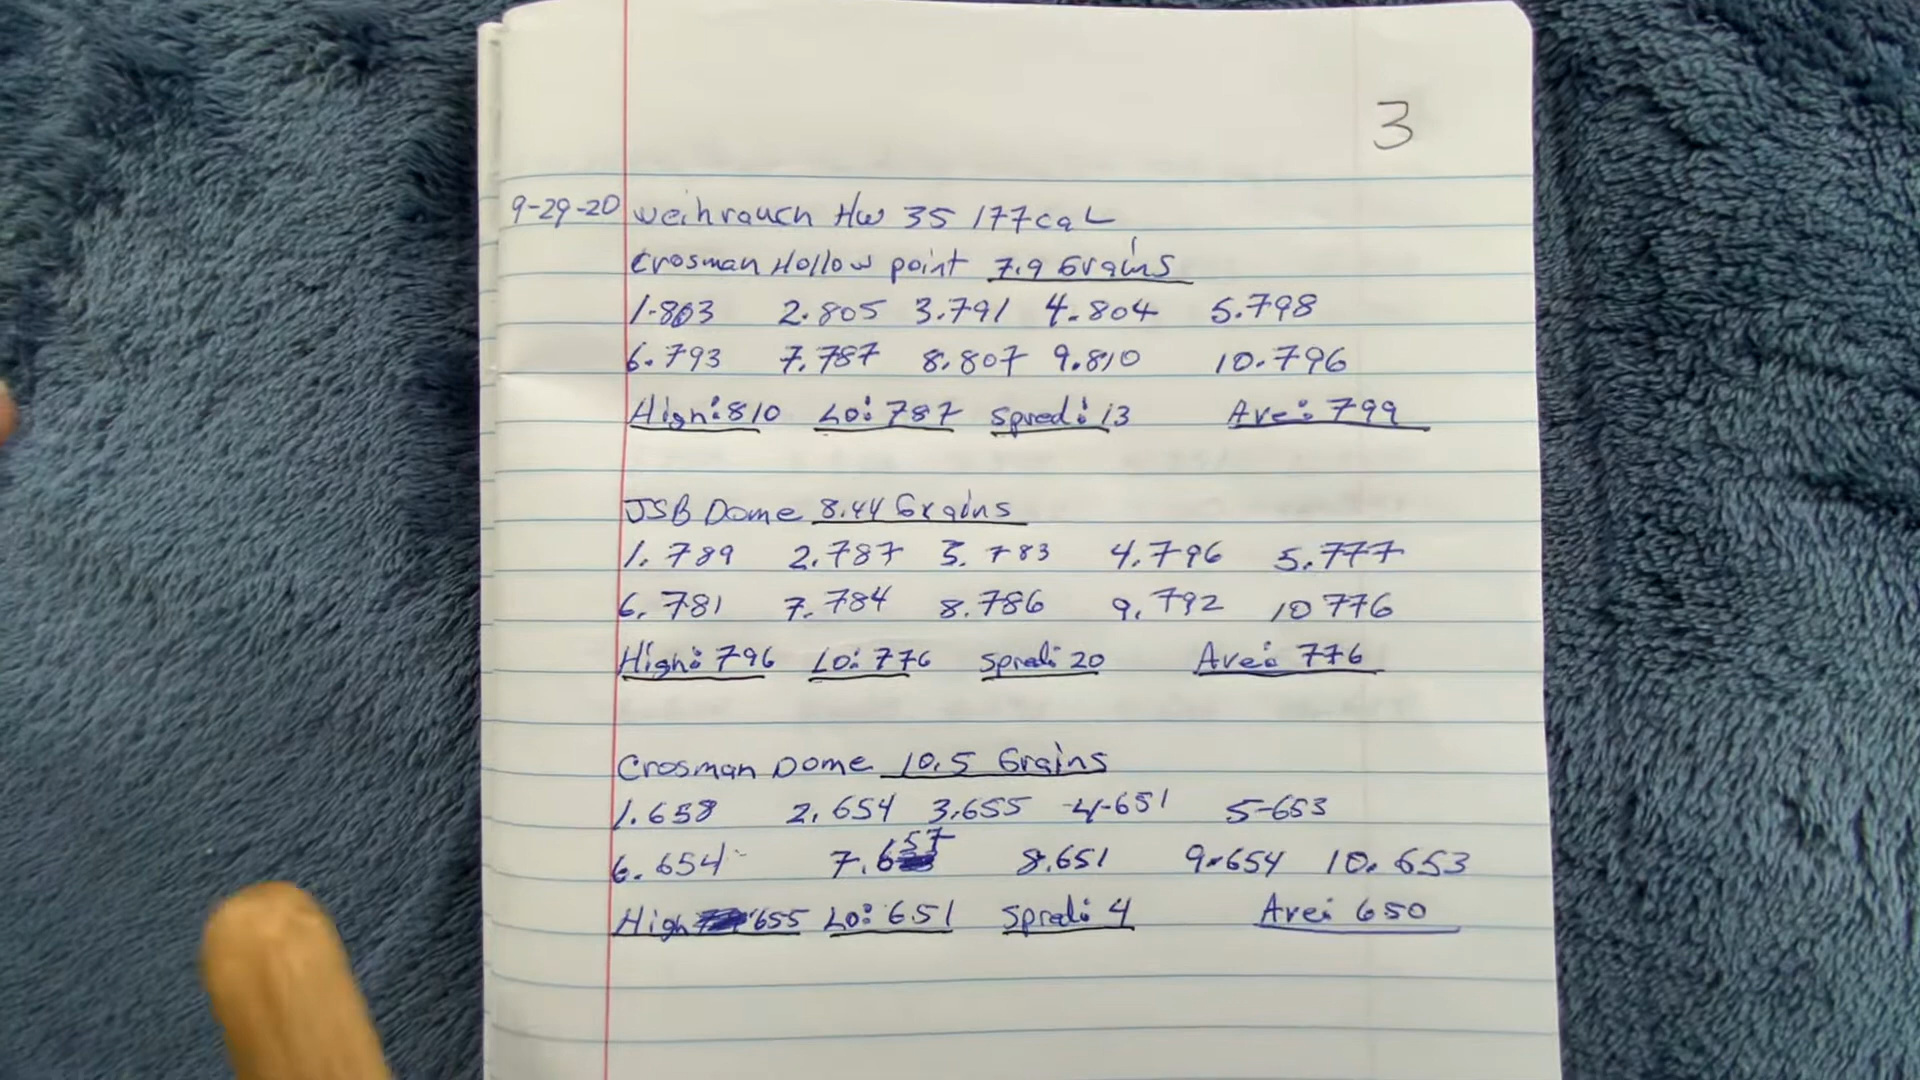 3
9-29-20 Weihrauch HW 35 177 caL
Crosman Hollow point 7.9 Grains
1-803 2.805 3.791 4.804 5.798
6.793 7.787 8.807 9.810 10.796
High:810 Lo: 787 Spred: 13 Ave: 799
JSB Dome 8.44 Grains
1. 789 2.787 3. 783 4.796 5.777
6. 781 7.784 8.786 9.792 10 776
High: 796 Lo: 776 Spred: 20 Ave: 776
Crosman Dome 10.5 Grains
1.658 2.654 3.655 4-651 5-653
6.654 7.657 8.651 9.654 10.653
High 655 Lo: 651 Spred: 4 Ave: 650